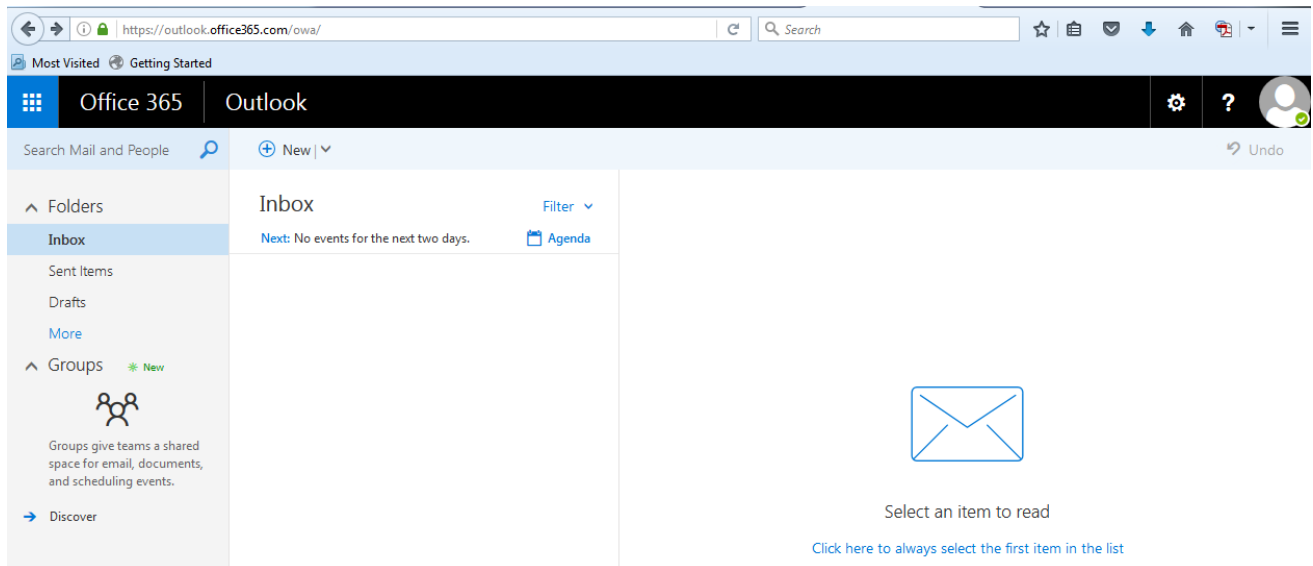 https://outlook.office365.com/owa/
Search
Most Visited Getting Started
Office 365 Outlook ?
Search Mail and People New Undo
Folders
Inbox
Sent Items
Drafts
More
Groups New
Groups give teams a shared
space for email, documents,
and scheduling events.
Discover
Inbox Filter
Next: No events for the next two days. Agenda
Select an item to read
Click here to always select the first item in the list